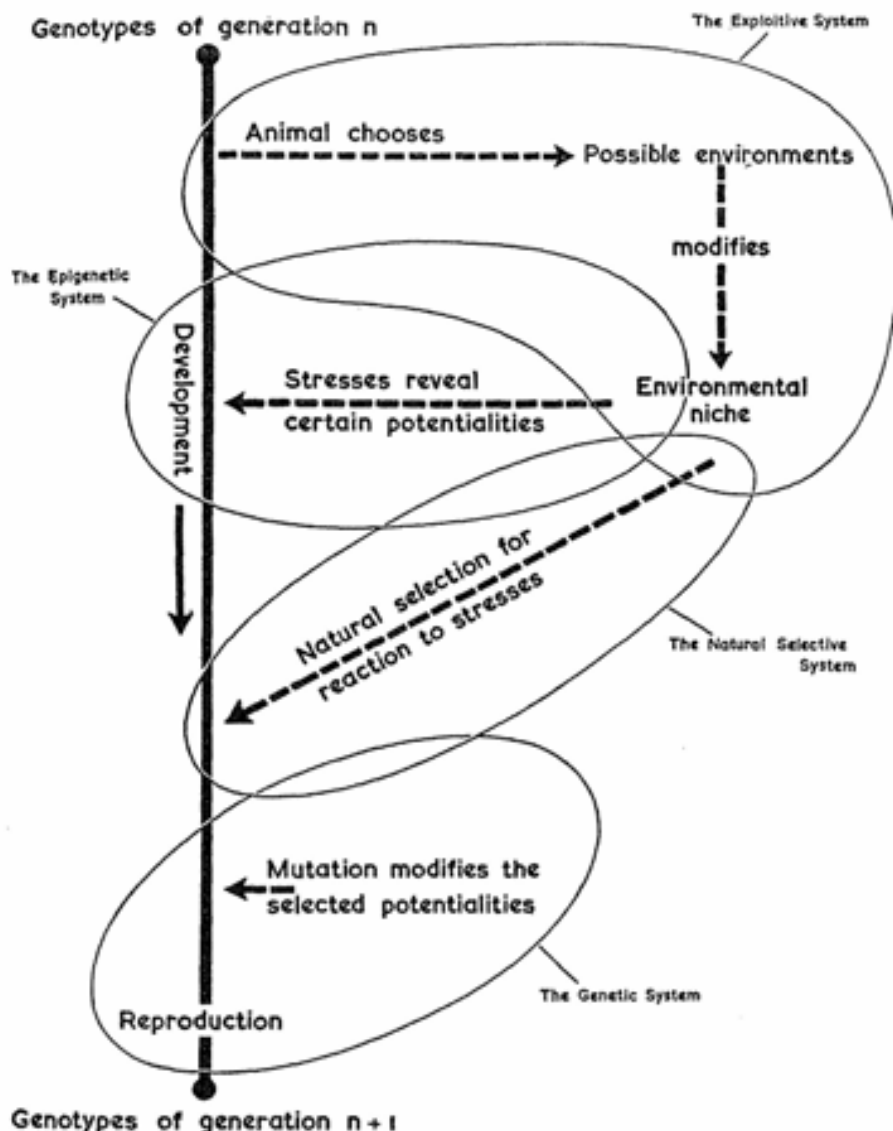 Genotypes of generation n
The Exploitive System
Animal chooses
Possible environments
modifies
The Epigenetic
System
Development
Stresses reveal
certain potentialities
Environmental
niche
Natural selection for
reaction to stresses
The Natural Selective
System
Mutation modifies the
selected potentialities
The Genetic System
Reproduction
Genotypes of generation n + 1